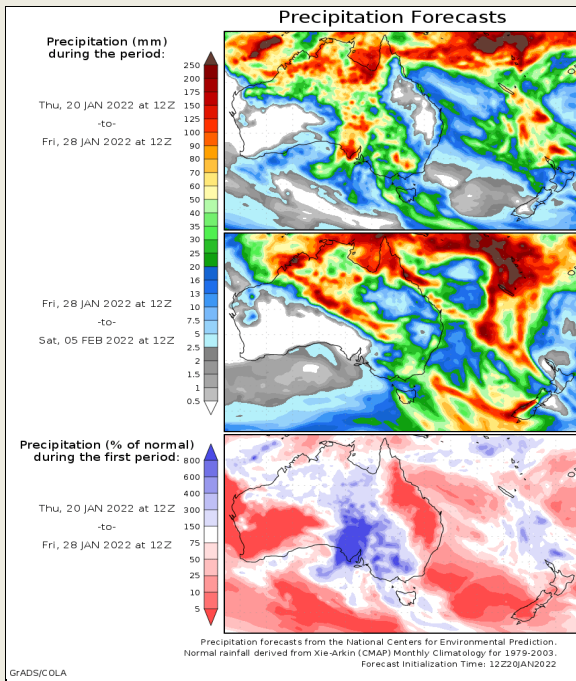 Precipitation Forecasts
Precipitation (mm)
during the period:
Thu, 20 JAN 2022 at 12Z
-to-
Fri, 28 JAN 2022 at 12Z
250
200
175
150
125
100
90
80
70
60
50
40
35
30
25
20
16
13
10
7.5
5
2.5
2
1.5
1
0.5
Fri, 28 JAN 2022 at 12Z
-to-
Sat, 05 FEB 2022 at 12Z
Precipitation (% of normal)
during the first period:
Thu, 20 JAN 2022 at 12Z
-to-
Fri, 28 JAN 2022 at 12Z
800
600
400
300
150
75
50
25
10
5
Precipitation forecasts from the National Centers for Environmental Prediction.
Normal rainfall derived from Xie-Arkin (CMAP) Monthly Climatology for 1979-2003.
Forecast Initialization Time: 12Z20JAN2022
GrADS/COLA